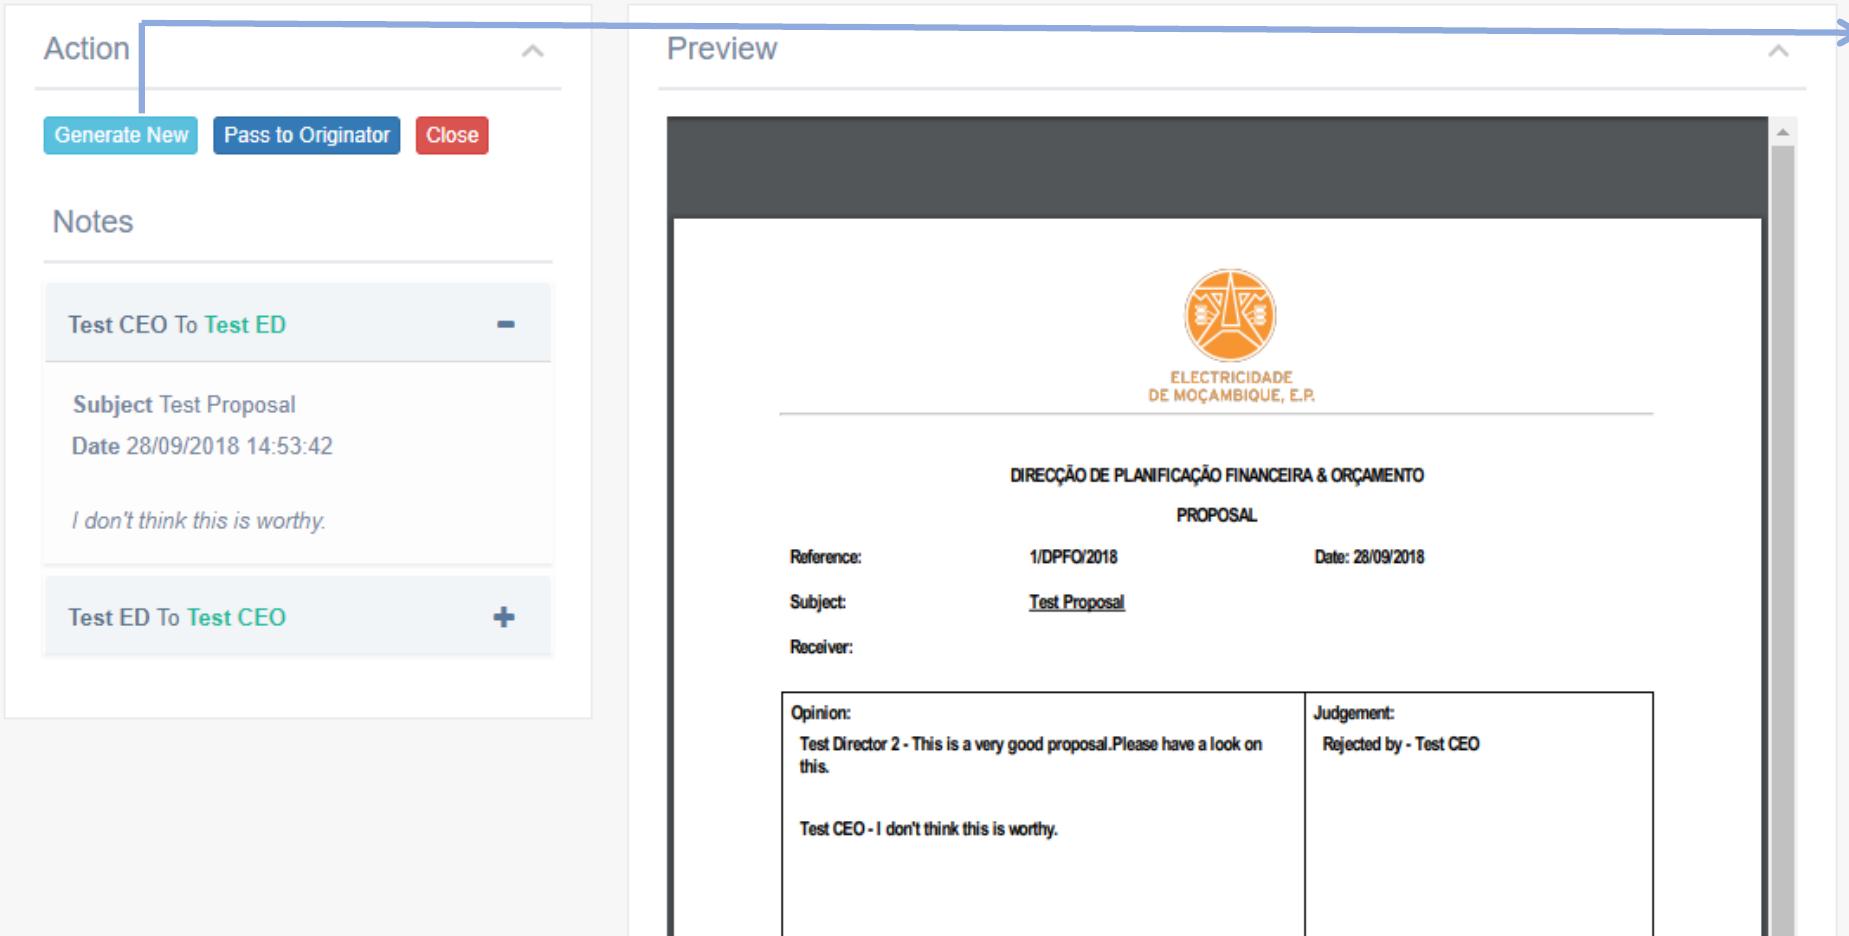 Action
Generate New Pass to Originator Close
Notes
Test CEO To Test ED
Subject Test Proposal
Date 28/09/2018 14:53:42
I don't think this is worthy.
Test ED To Test CEO
Preview
ELECTRICIDADE
DE MOÇAMBIQUE, E.P.
DIRECÇÃO DE PLANIFICAÇÃO FINANCEIRA & ORÇAMENTO
PROPOSAL
Reference: 1/DPFO/2018 Date: 28/09/2018
Subject: Test Proposal
Receiver:
Opinion:
Test Director 2 - This is a very good proposal.Please have a look on
this.
Test CEO - I don't think this is worthy.
Judgement:
Rejected by - Test CEO